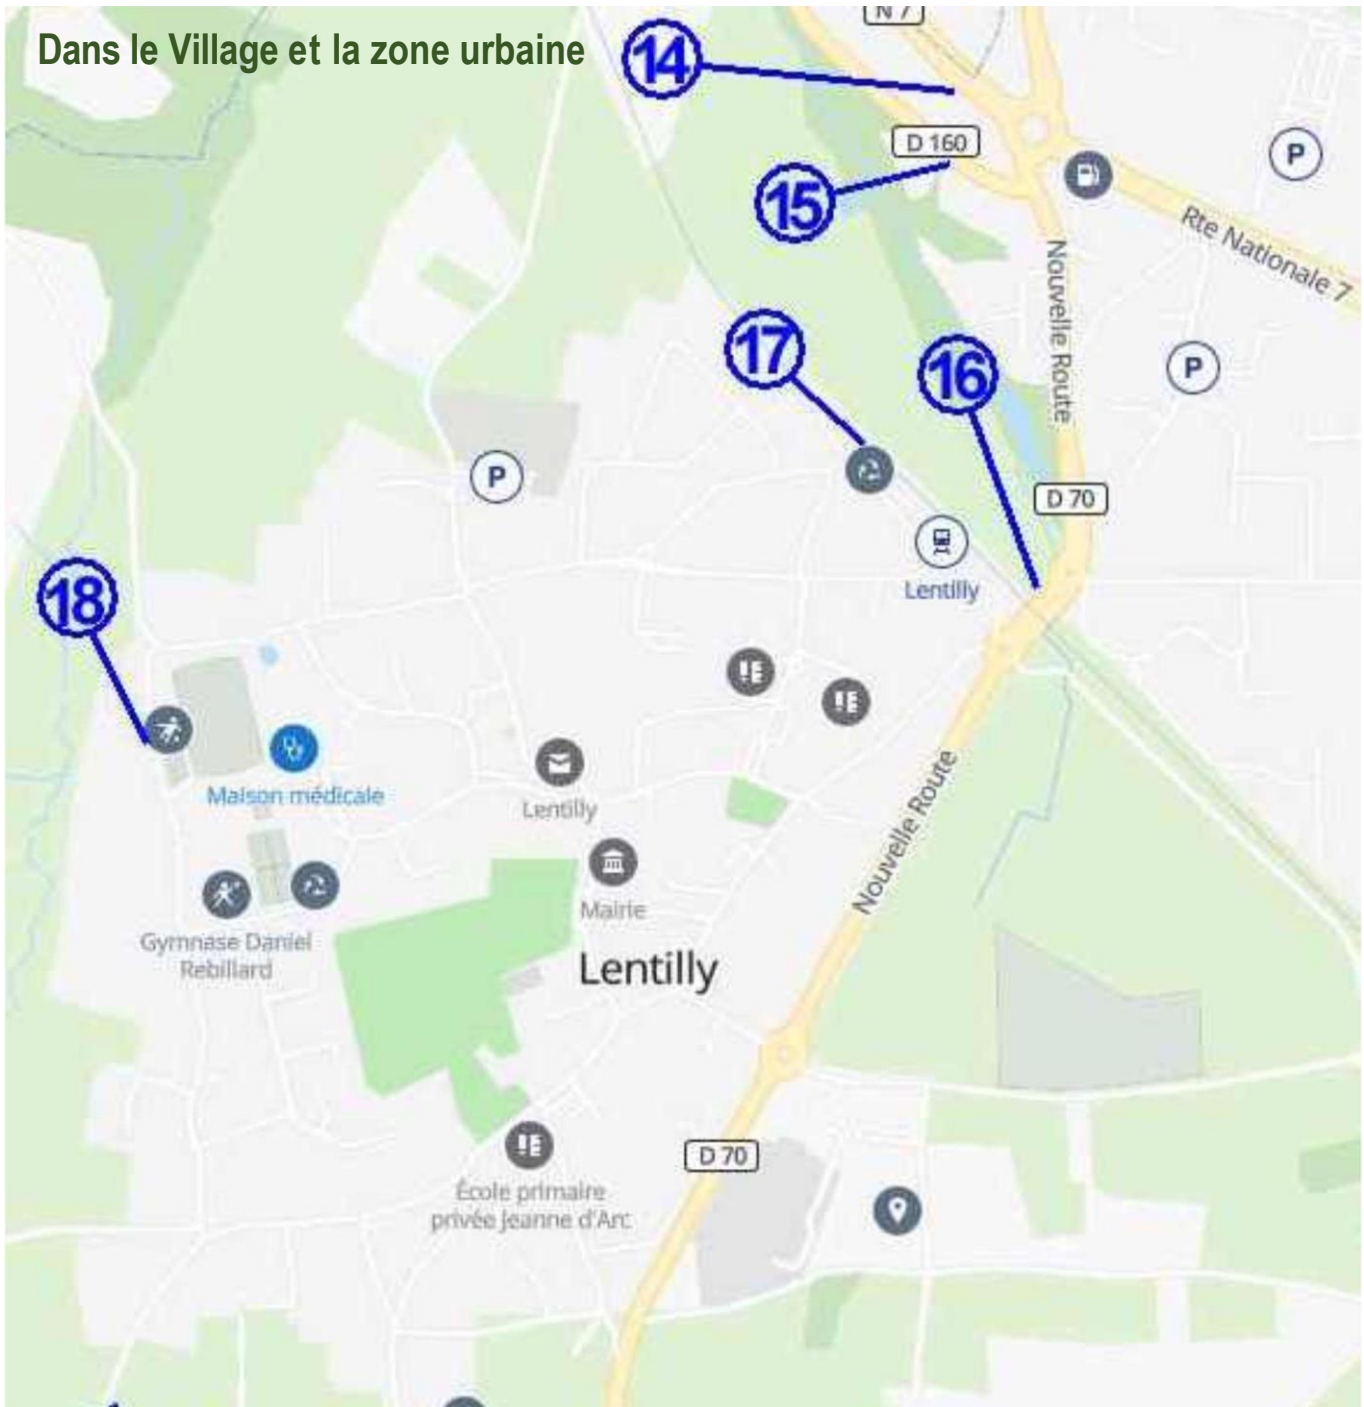 Dans le Village et la zone urbaine
14
N 7
D 160
P
15
Rte Nationale 7
Nouvelle Route
17
16
P
P
D 70
Lentilly
18
Maison médicale
Lentilly
Nouvelle Route
Mairie
Gymnase Daniel
Rebillard
Lentilly
D 70
École primaire
privée Jeanne d'Arc